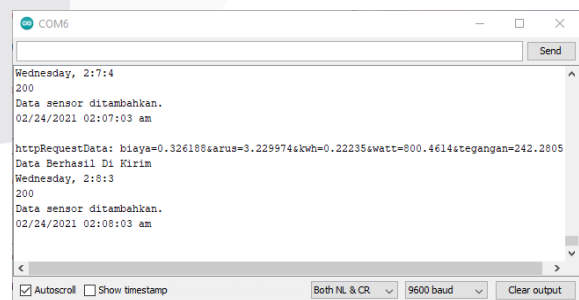 COM6
Send
Wednesday, 2:7:4
200
Data sensor ditambahkan.
02/24/2021 02:07:03 am
httpRequestData: biaya=0.326188&arus=3.229974&kwh=0.22235&watt=800.4614&tegangan=242.2805
Data Berhasil Di Kirim
Wednesday, 2:8:3
200
Data sensor ditambahkan.
02/24/2021 02:08:03 am
Autoscroll Show timestamp Both NL & CR 9600 baud Clear output